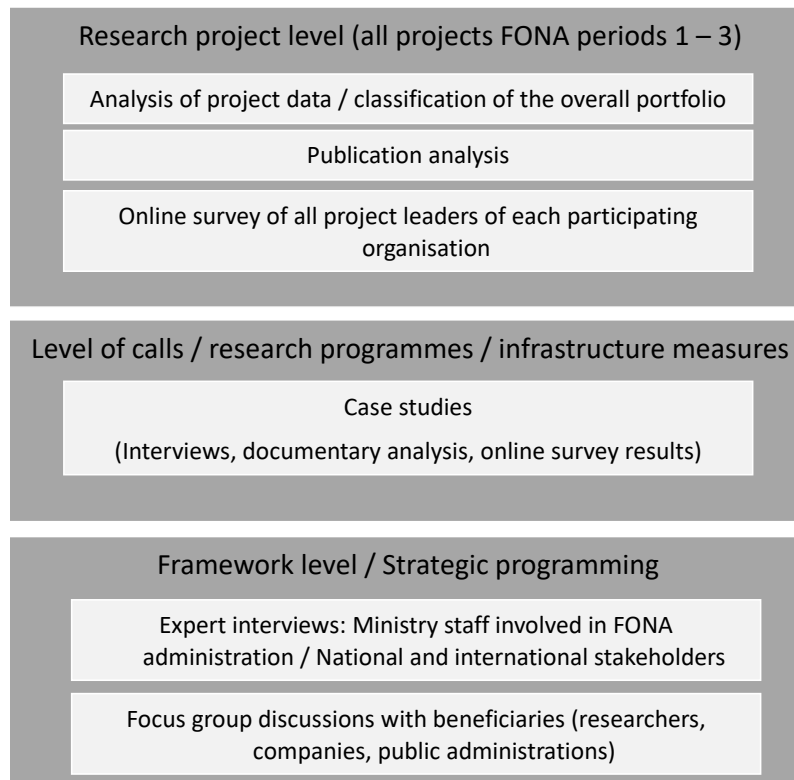 Research project level (all projects FONA periods 1 – 3)
Analysis of project data / classification of the overall portfolio
Publication analysis
Online survey of all project leaders of each participating
organisation
Level of calls / research programmes / infrastructure measures
Case studies
(Interviews, documentary analysis, online survey results)
Framework level / Strategic programming
Expert interviews: Ministry staff involved in FONA
administration / National and international stakeholders
Focus group discussions with beneficiaries (researchers,
companies, public administrations)